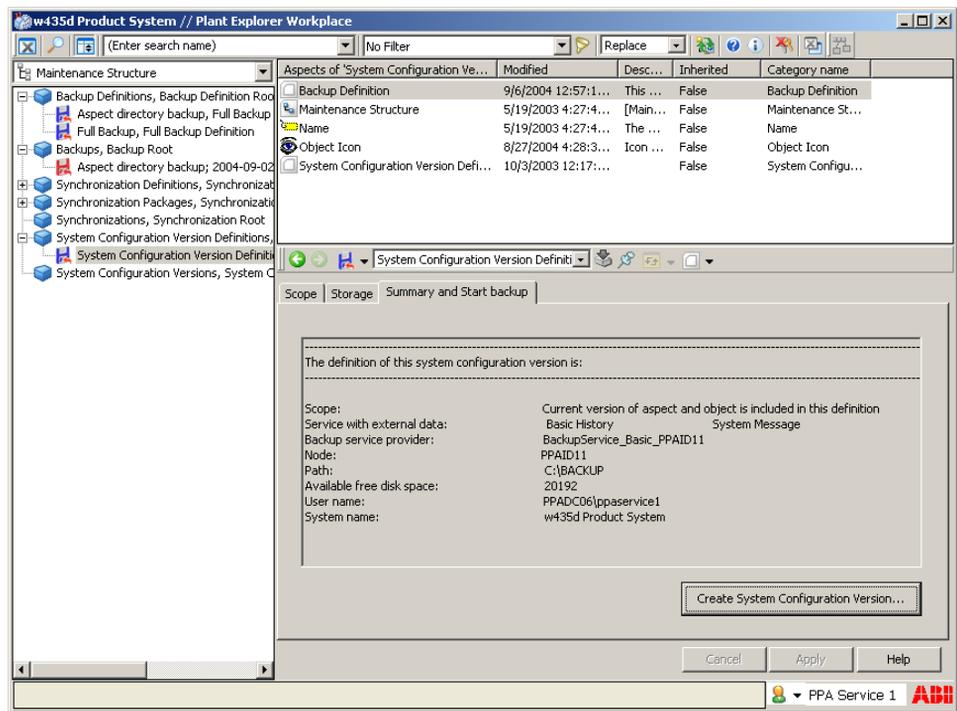 w435d Product System // Plant Explorer Workplace
(Enter search name) No Filter Replace
Maintenance Structure
Backup Definitions, Backup Definition Roo
Aspect directory backup, Full Backup
Full Backup, Full Backup Definition
Backups, Backup Root
Aspect directory backup; 2004-09-02
Synchronization Definitions, Synchronizat
Synchronization Packages, Synchronizatio
Synchronizations, Synchronization Root
System Configuration Version Definitions,
System Configuration Version Definiti
System Configuration Versions, System C
Aspects of 'System Configuration Ve... Modified Desc... Inherited Category name
Backup Definition 9/6/2004 12:57:1... This ... False Backup Definition
Maintenance Structure 5/19/2003 4:27:4... [Main... False Maintenance St...
Name 5/19/2003 4:27:4... The ... False Name
Object Icon 8/27/2004 4:28:3... Icon ... False Object Icon
System Configuration Version Defi... 10/3/2003 12:17:... False System Configu...
System Configuration Version Definiti
Scope Storage Summary and Start backup
The definition of this system configuration version is:
Scope: Current version of aspect and object is included in this definition
Service with external data: Basic History System Message
Backup service provider: BackupService_Basic_PPAID11
Node: PPAID11
Path: C:\BACKUP
Available free disk space: 20192
User name: PPADC06\ppaservice1
System name: w435d Product System
Create System Configuration Version...
Cancel Apply Help
PPA Service 1 ABB